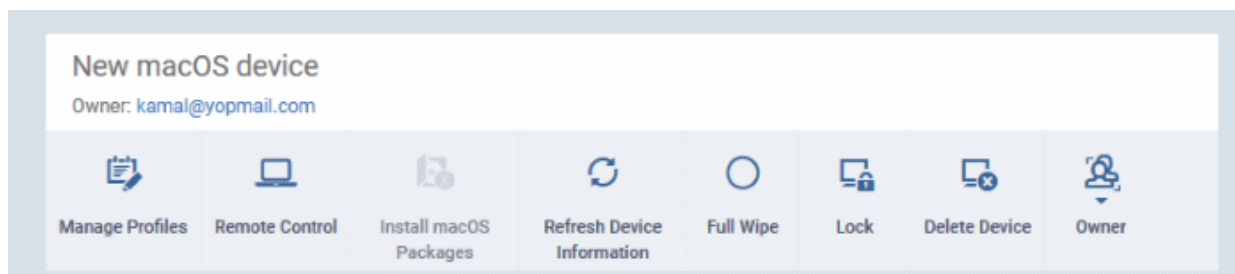 New macOS device
Owner: kamal@yopmail.com
Manage Profiles
Remote Control
Install macOS
Packages
Refresh Device
Information
Full Wipe
Lock
Delete Device
Owner